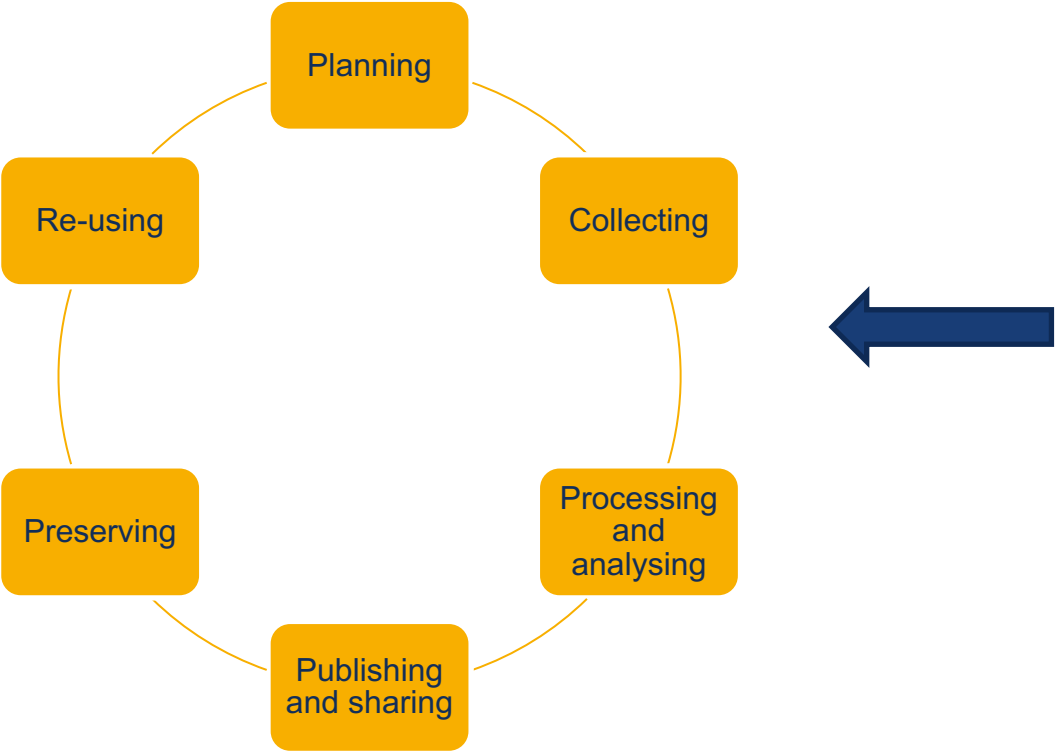 Planning
Collecting
Processing
and
analysing
Publishing
and sharing
Preserving
Re-using